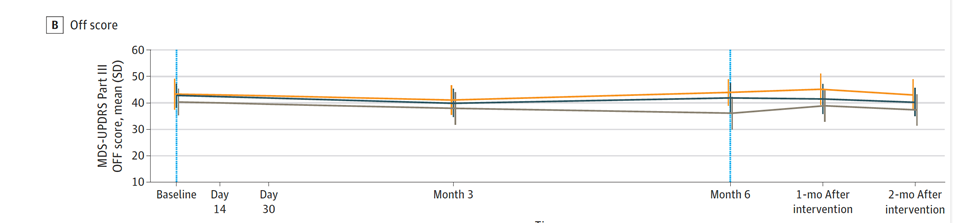 B Off score
MDS-UPDRS Part III
OFF score, mean (SD)
60
50
40
30
20
10
Baseline
Day
14
Day
30
Month 3
Month 6
1-mo After
intervention
2-mo After
intervention